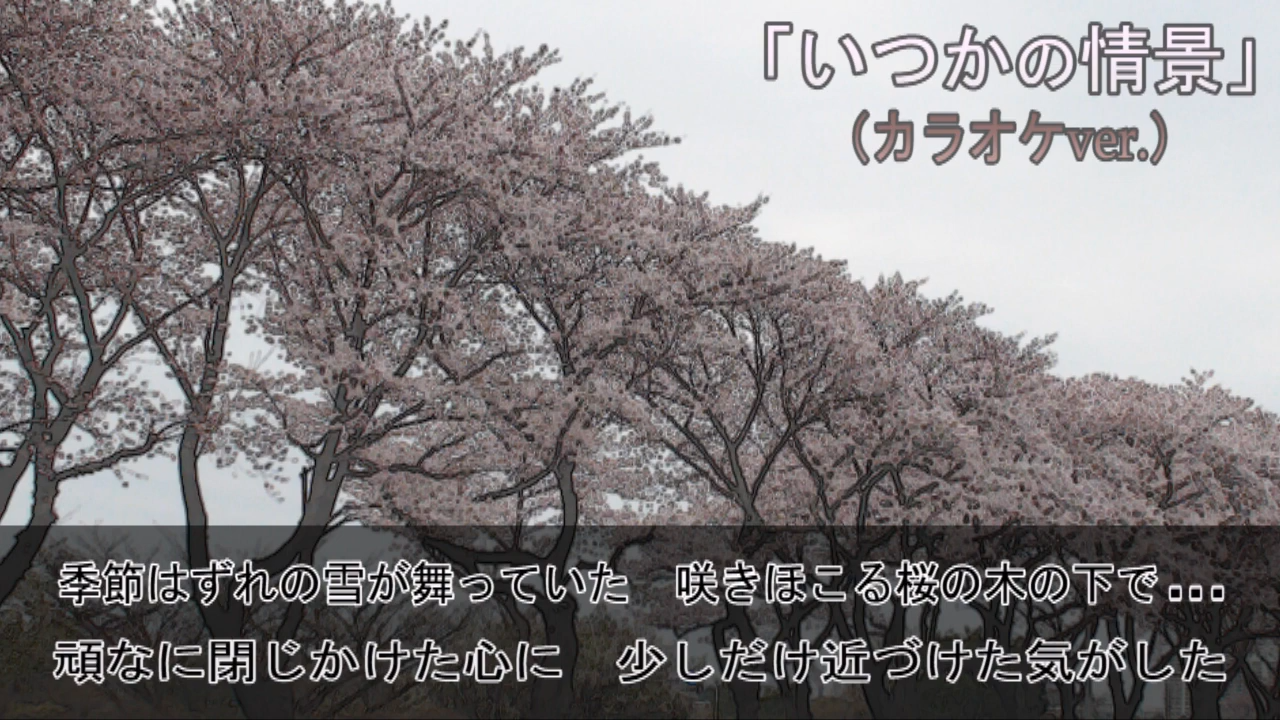 「いつかの情景」
（カラオケver.）
季節はずれの雪が舞っていた　咲きほこる桜の木の下で...
頑なに閉じかけた心に　少しだけ近づけた気がした